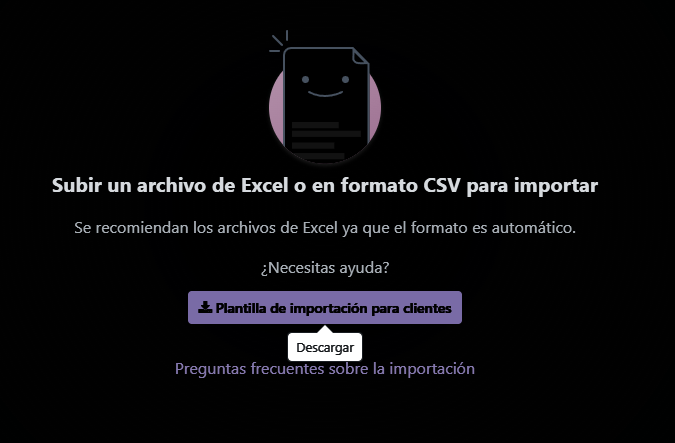 Subir un archivo de Excel o en formato CSV para importar
Se recomiendan los archivos de Excel ya que el formato es automático.
¿Necesitas ayuda?
Plantilla de importación para clientes
Descargar
Preguntas frecuentes sobre la importación